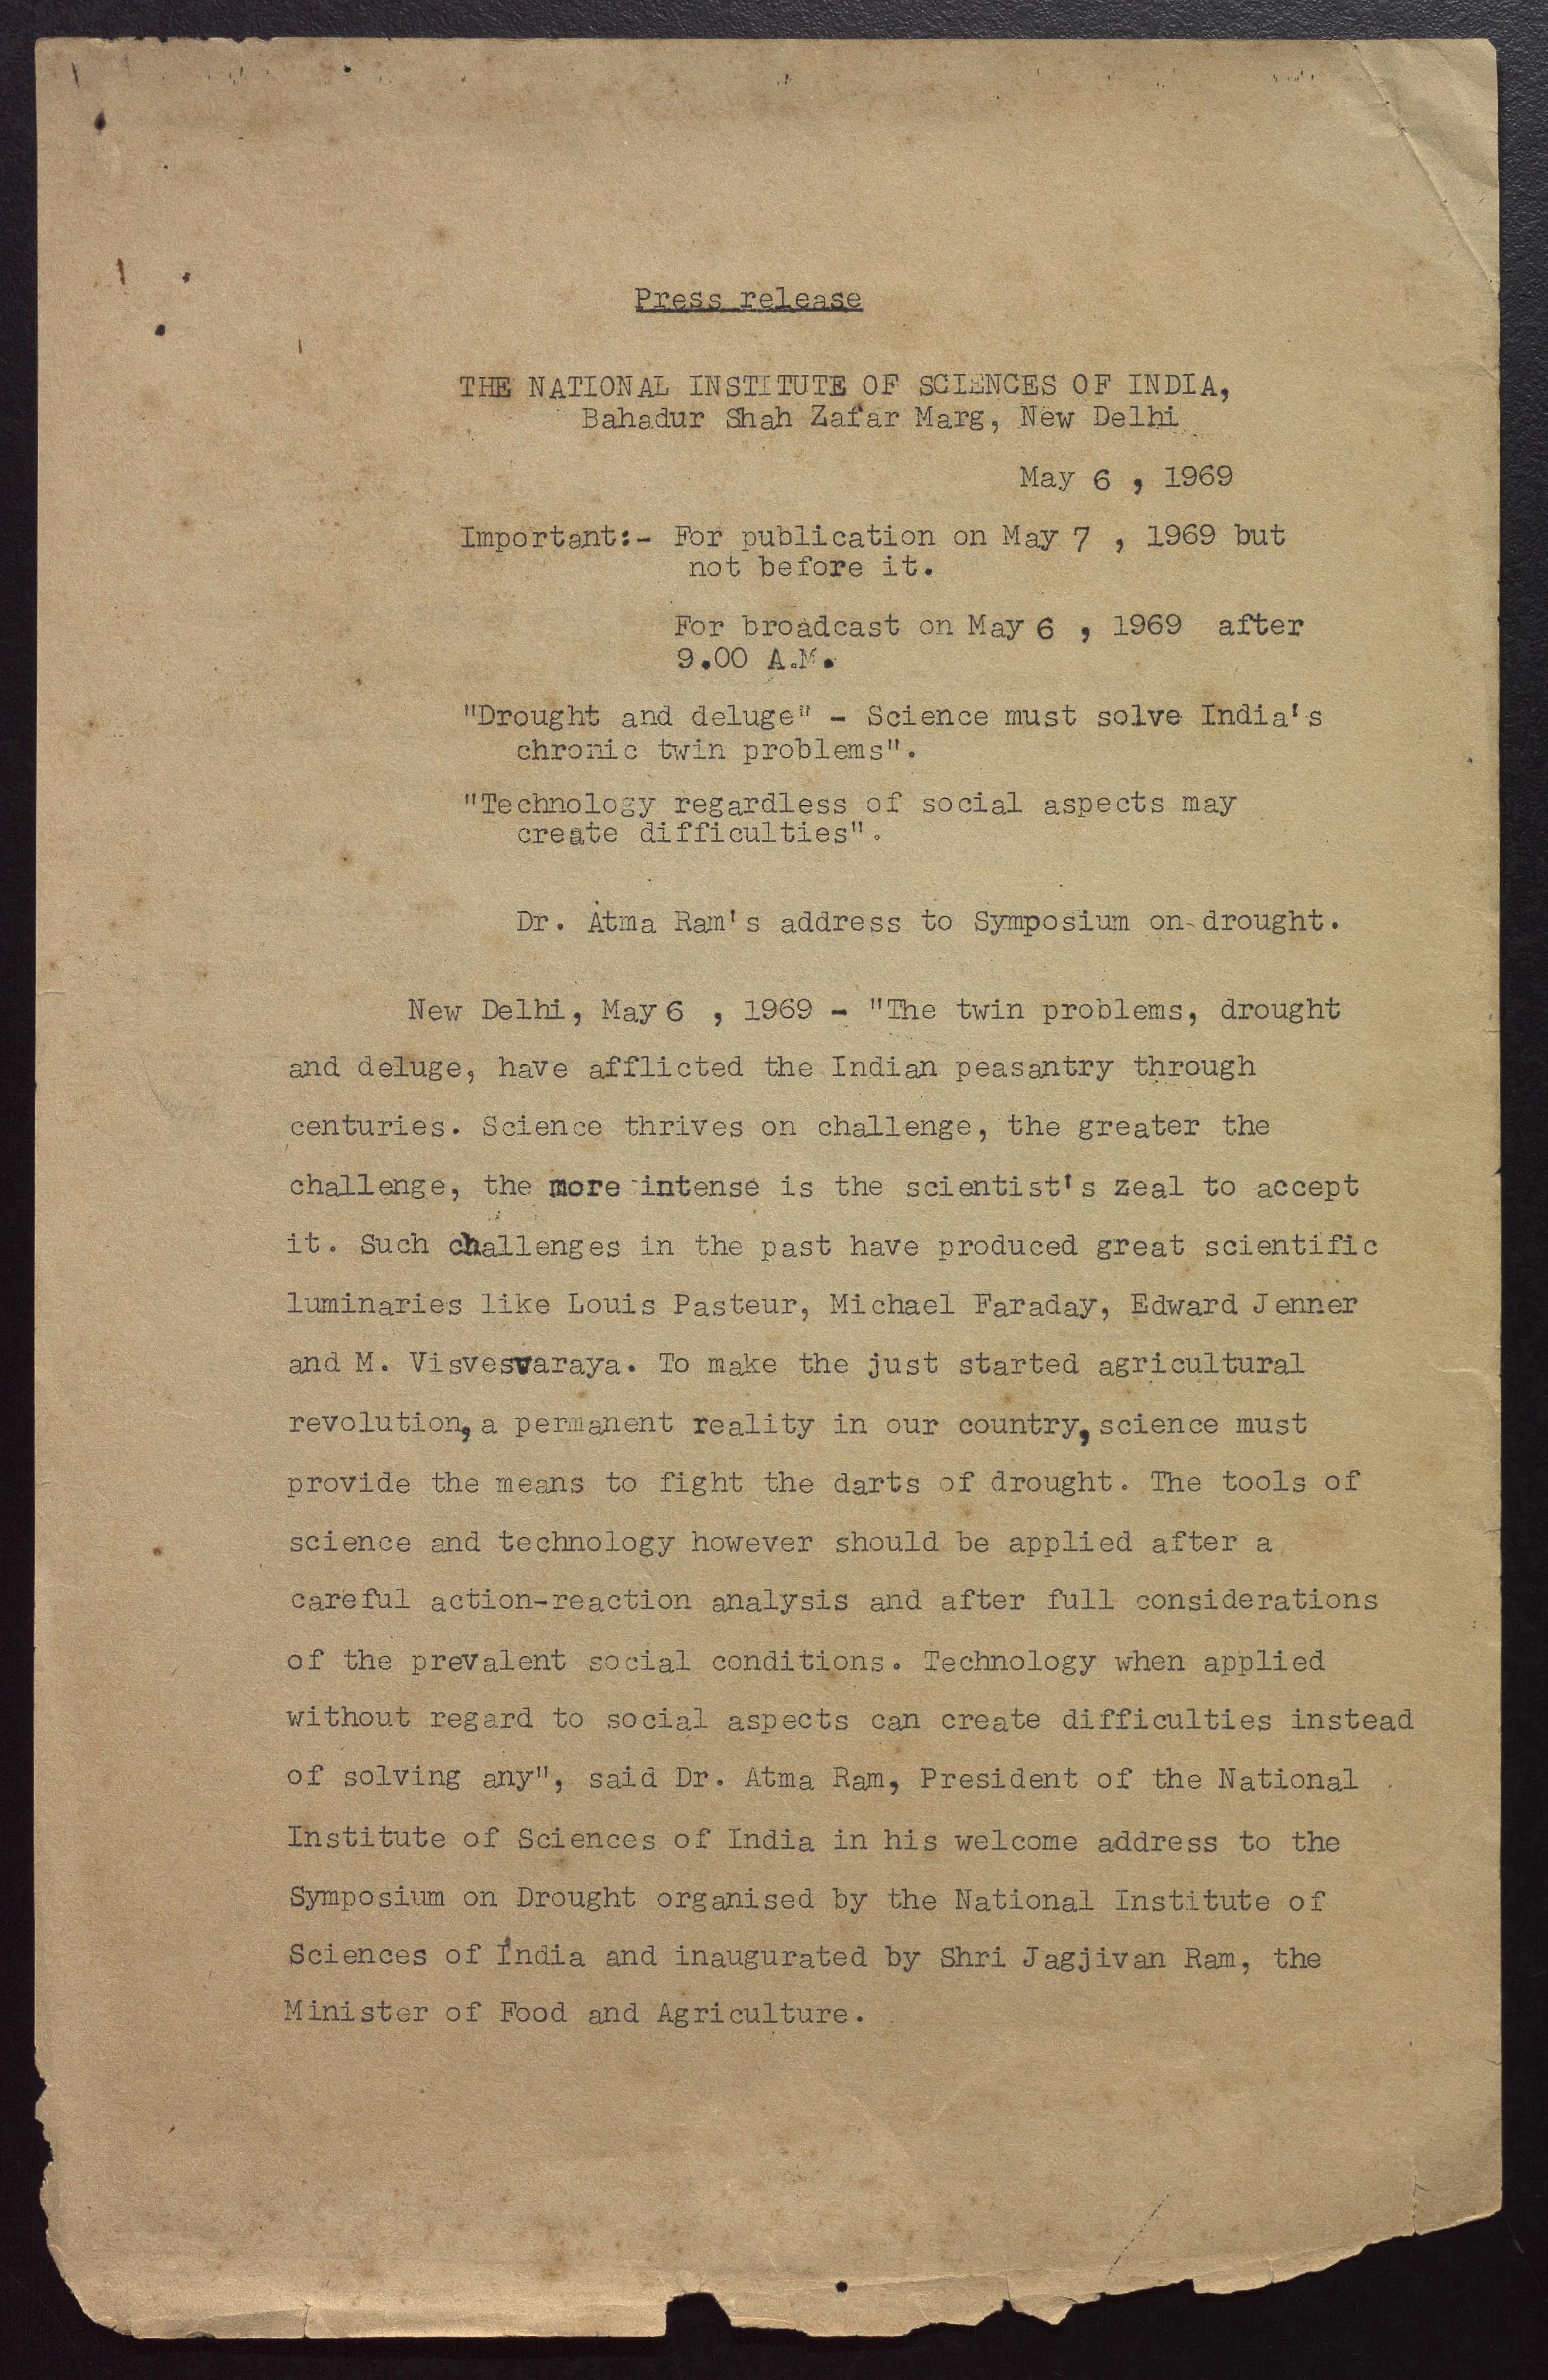 Press release
THE NATIONAL INSTITUTE OF SCIENCES OF INDIA,
Bahadur Shah Zafar Marg, New Delhi
May 6 , 1969
Important:- For publication on May 7 , 1969 but
not before it.
For broadcast on May 6 , 1969 after
9.00 A.M.
"Drought and deluge" - Science must solve India's
chronic twin problems".
"Technology regardless of social aspects may
create difficulties".
Dr. Atma Ram's address to Symposium on drought.
New Delhi, May 6 , 1969 - "The twin problems, drought
and deluge, have afflicted the Indian peasantry through
centuries. Science thrives on challenge, the greater the
challenge, the more intense is the scientist's zeal to accept
it. Such challenges in the past have produced great scientific
luminaries like Louis Pasteur, Michael Faraday, Edward Jenner
and M. Visvesvaraya. To make the just started agricultural
revolution, a permanent reality in our country, science must
provide the means to fight the darts of drought. The tools of
science and technology however should be applied after a
careful action-reaction analysis and after full considerations
of the prevalent social conditions. Technology when applied
without regard to social aspects can create difficulties instead
of solving any", said Dr. Atma Ram, President of the National
Institute of Sciences of India in his welcome address to the
Symposium on Drought organised by the National Institute of
Sciences of India and inaugurated by Shri Jagjivan Ram, the
Minister of Food and Agriculture.